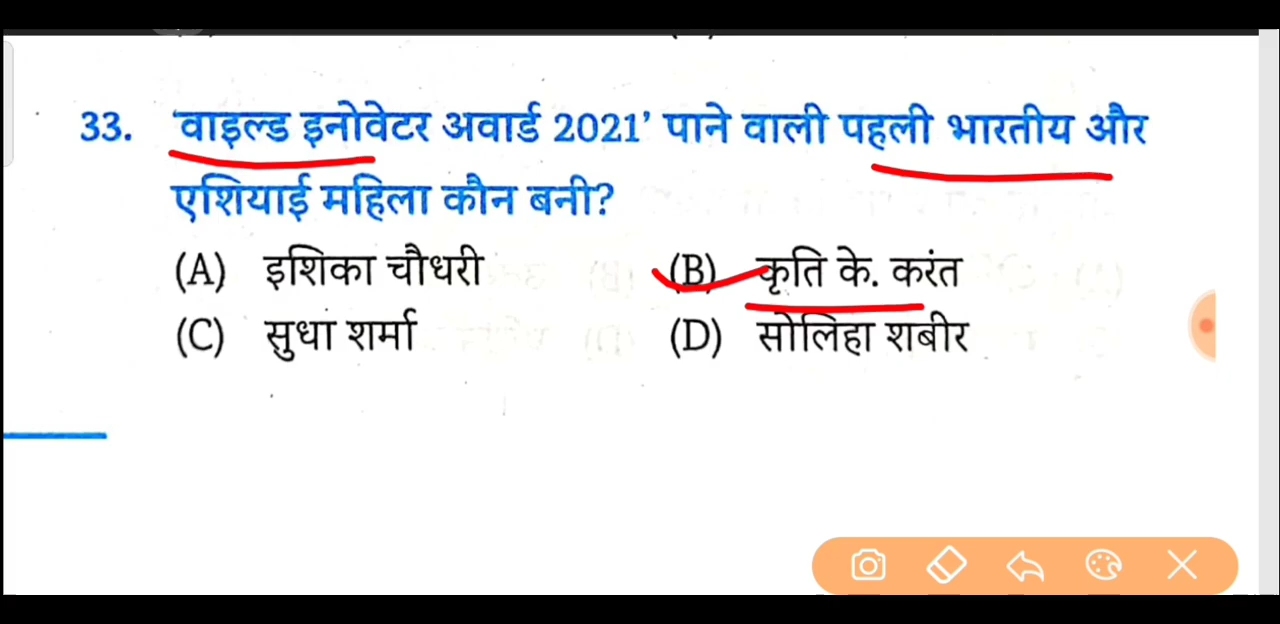 33. 'वाइल्ड इनोवेटर अवार्ड 2021' पाने वाली पहली भारतीय और
एशियाई महिला कौन बनी?
(A) इशिका चौधरी (B) कृति के. करंत
(C) सुधा शर्मा (D) सोलिहा शबीर